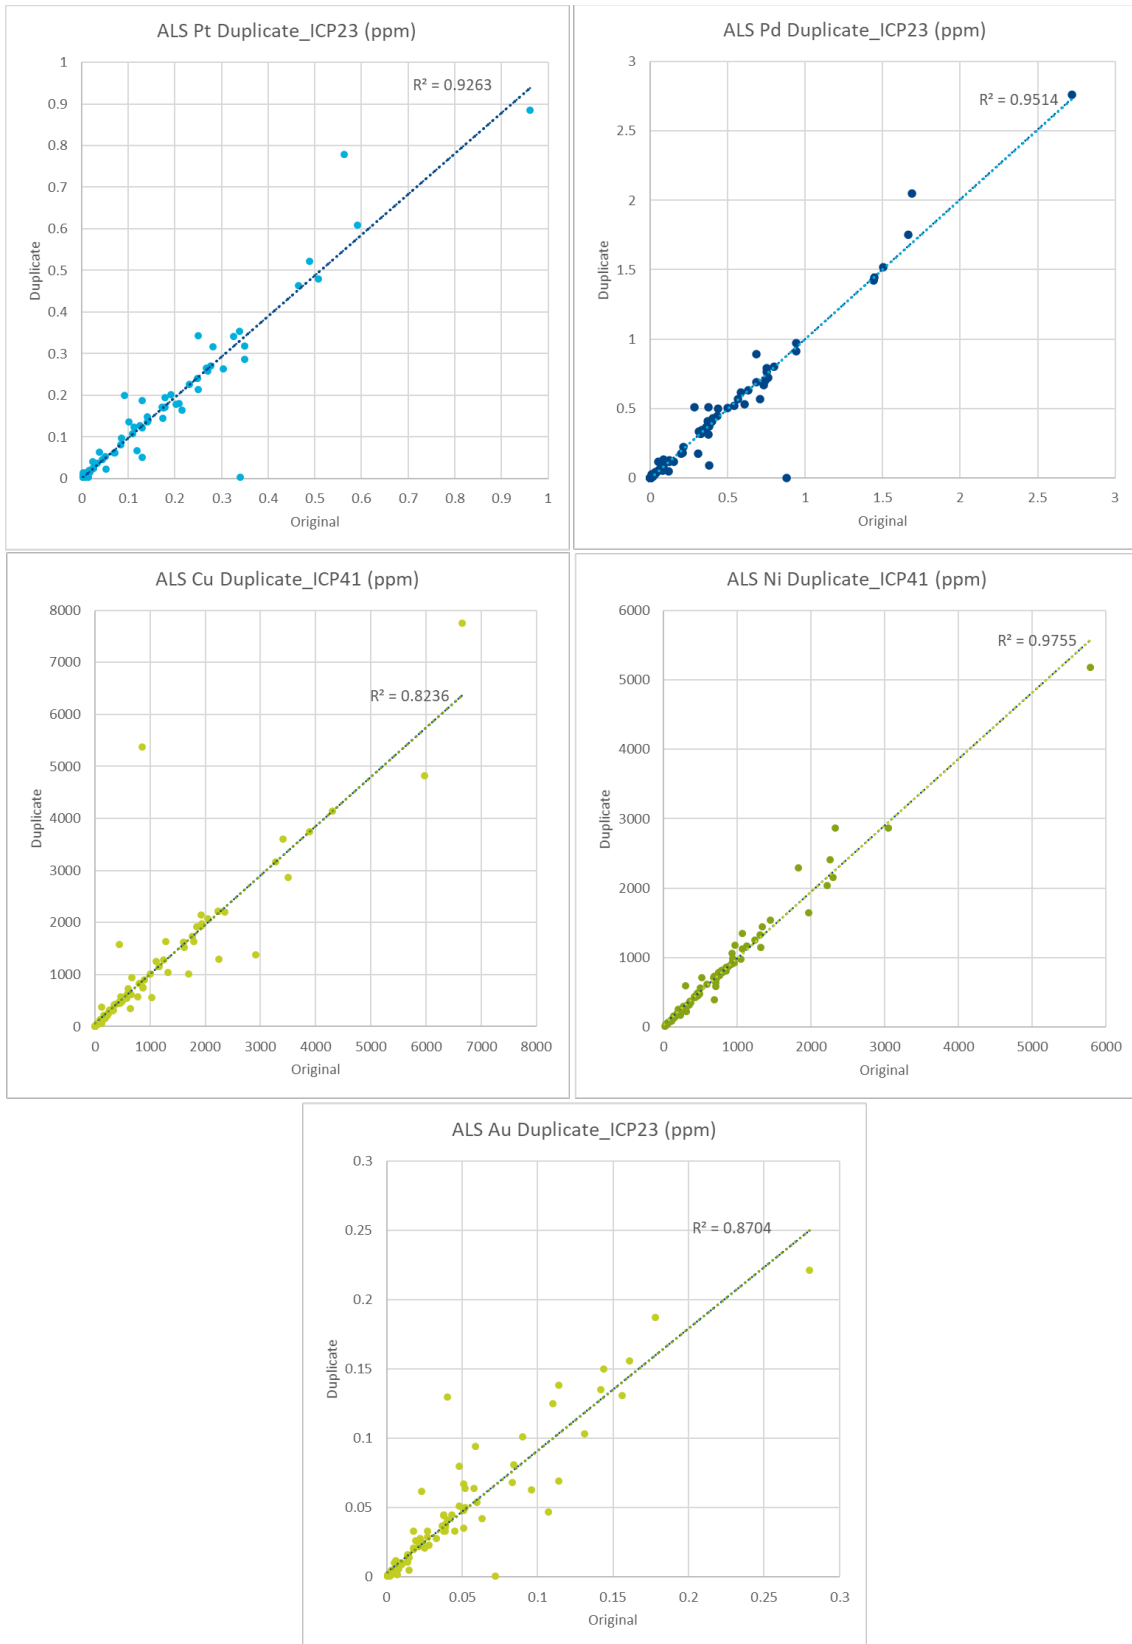 ALS Pt Duplicate_ICP23 (ppm)
R² = 0.9263
1
0.9
0.8
0.7
0.6
0.5
0.4
0.3
0.2
0.1
0
Duplicate
0 0.1 0.2 0.3 0.4 0.5 0.6 0.7 0.8 0.9 1
Original
ALS Pd Duplicate_ICP23 (ppm)
R² = 0.9514
3
2.5
2
1.5
1
0.5
0
Duplicate
0 0.5 1 1.5 2 2.5 3
Original
ALS Cu Duplicate_ICP41 (ppm)
R² = 0.8236
8000
7000
6000
5000
4000
3000
2000
1000
0
Duplicate
0 1000 2000 3000 4000 5000 6000 7000 8000
Original
ALS Ni Duplicate_ICP41 (ppm)
R² = 0.9755
6000
5000
4000
3000
2000
1000
0
Duplicate
0 1000 2000 3000 4000 5000 6000
Original
ALS Au Duplicate_ICP23 (ppm)
R² = 0.8704
0.3
0.25
0.2
0.15
0.1
0.05
0
Duplicate
0 0.05 0.1 0.15 0.2 0.25 0.3
Original